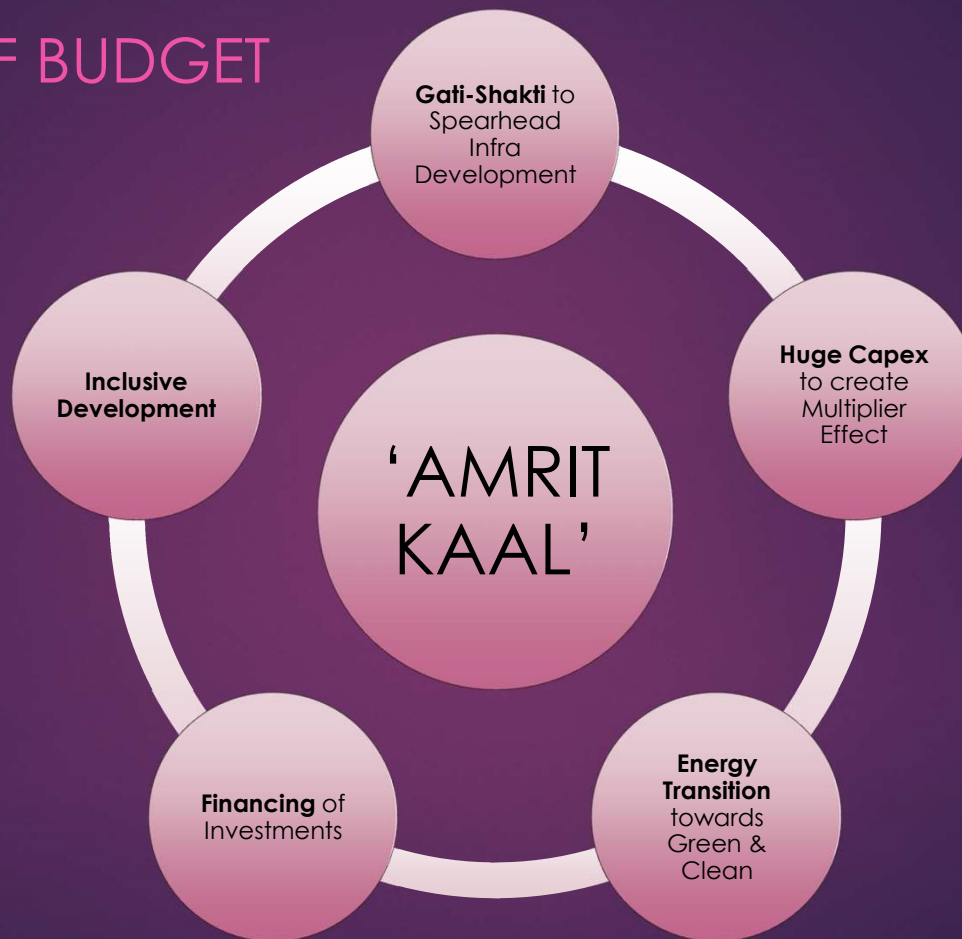 F BUDGET
Gati-Shakti to
Spearhead
Infra
Development
Huge Capex
to create
Multiplier
Effect
Energy
Transition
towards
Green &
Clean
Financing of
Investments
Inclusive
Development
‘AMRIT
KAAL’